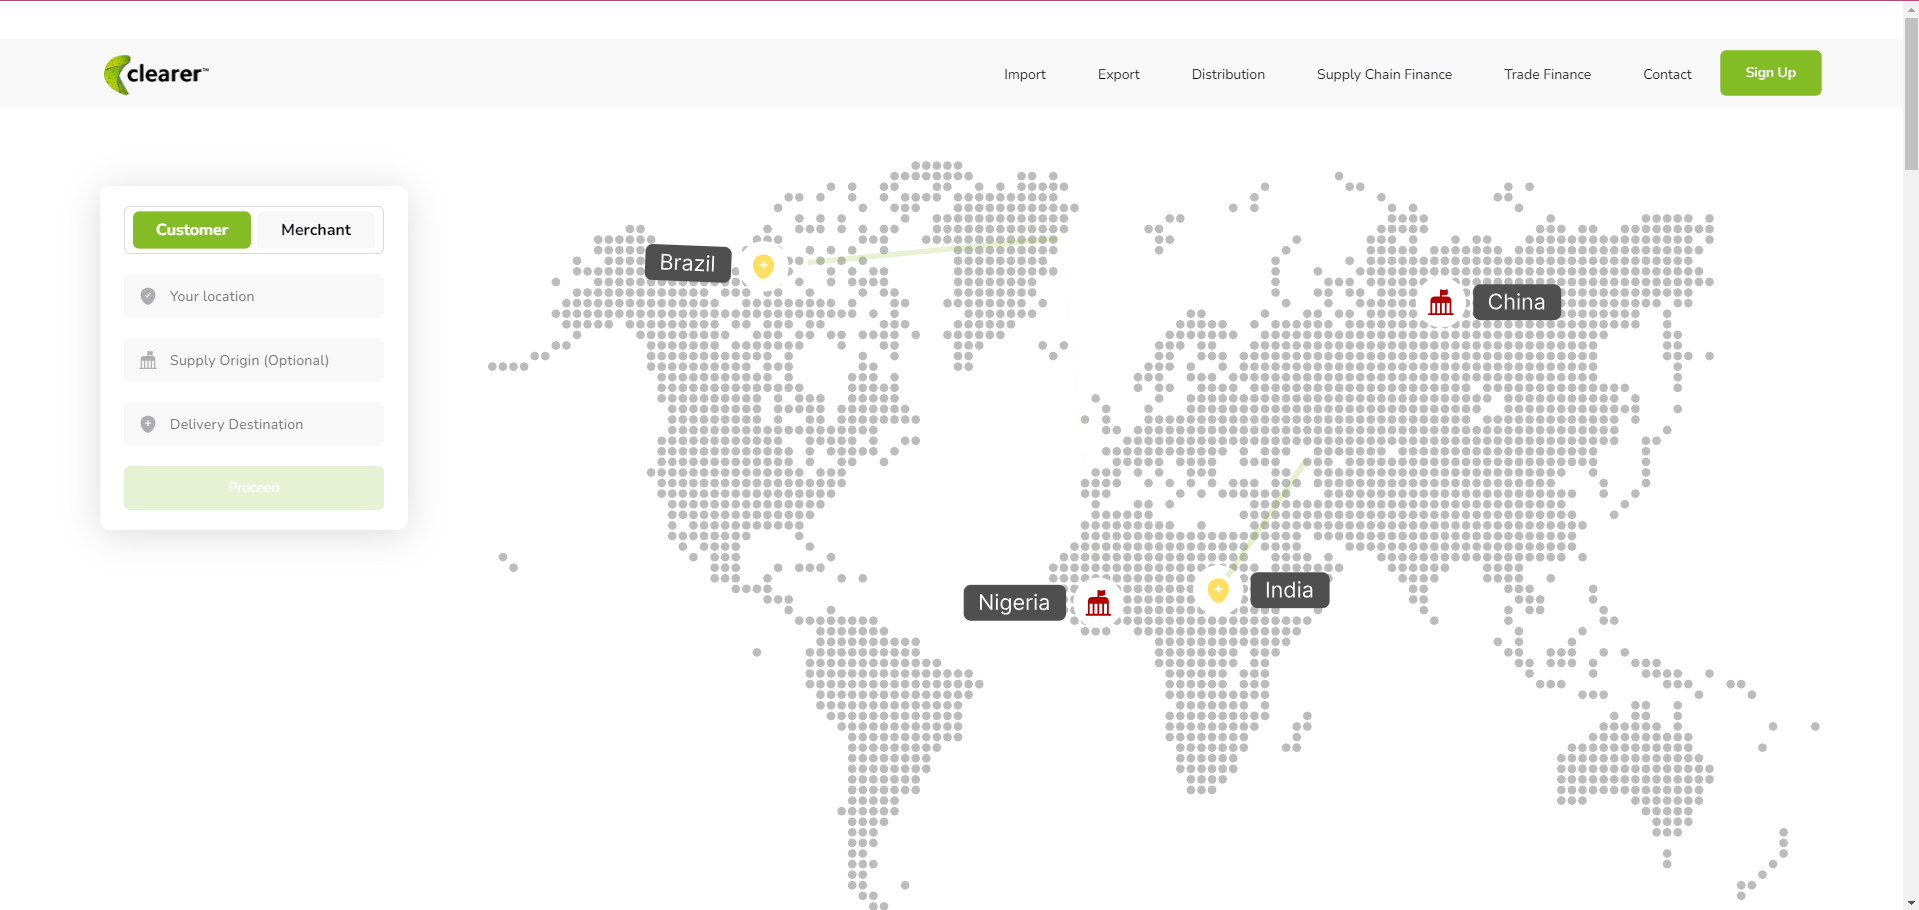 clearer™
Import
Export
Distribution
Supply Chain Finance
Trade Finance
Contact
Sign Up
Customer
Merchant
Your location
Supply Origin (Optional)
Delivery Destination
Proceed
Brazil
China
Nigeria
India